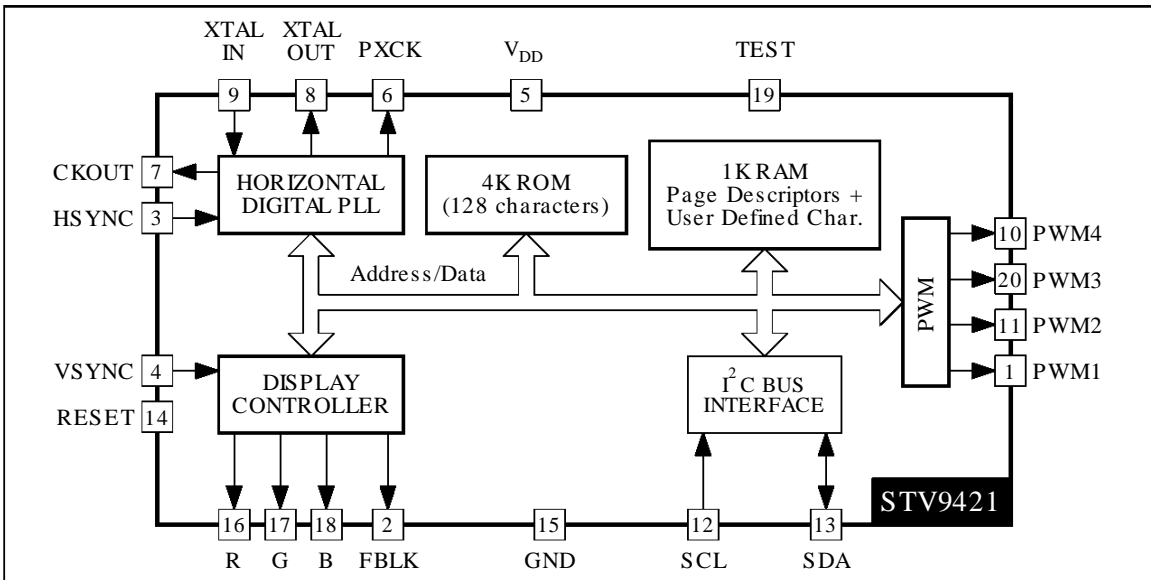 XTAL IN
XTAL OUT
PXCK
VDD
TEST
9
8
6
5
19
CKOUT
7
HORIZONTAL
DIGITAL PLL
4K ROM
(128 characters)
1K RAM
Page Descriptors +
User Defined Char.
HSYNC
3
10
PWM4
Address/Data
20
PWM3
PWM
11
PWM2
1
PWM1
VSYNC
4
DISPLAY
CONTROLLER
I2C BUS
INTERFACE
RESET
14
STV9421
16
17
18
2
15
12
13
R
G
B
FBLK
GND
SCL
SDA